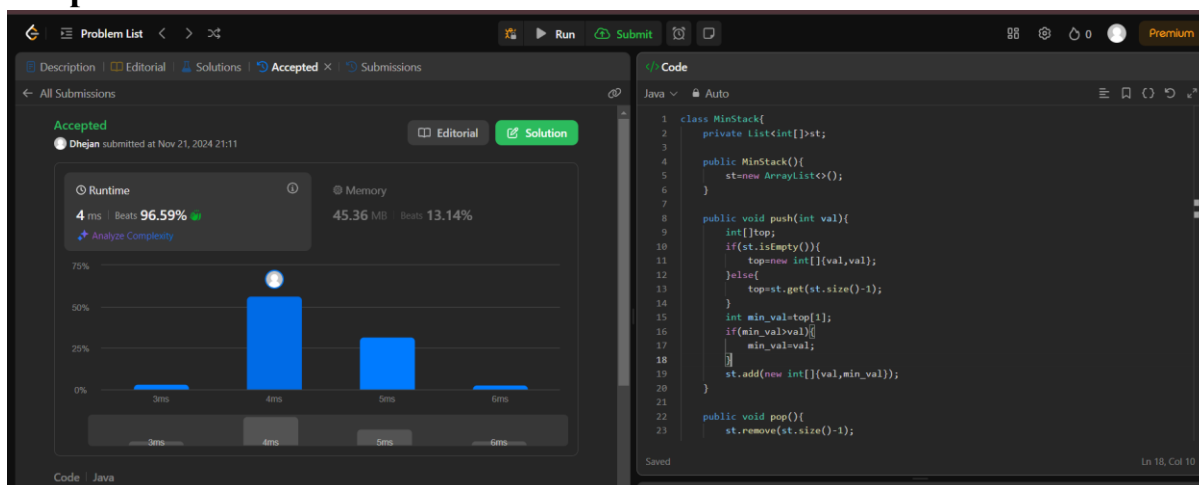 Problem List
Run
Submit
0
Premium
Description
Editorial
Solutions
Accepted
Submissions
All Submissions
Accepted
Dhejan submitted at Nov 21, 2024 21:11
Editorial
Solution
Runtime
4 ms Beats 96.59%
Analyze Complexity
Memory
45.36 MB Beats 13.14%
75%
50%
25%
0%
3ms 4ms 5ms 6ms
3ms 4ms 5ms 6ms
Code Java
</> Code
Java Auto
1 class MinStack{
2 private List<int[]>st;
3
4 public MinStack(){
5 st=new ArrayList<>();
6 }
7
8 public void push(int val){
9 int[]top;
10 if(st.isEmpty()){
11 top=new int[]{val,val};
12 }else{
13 top=st.get(st.size()-1);
14 }
15 int min_val=top[1];
16 if(min_val>val){
17 min_val=val;
18 }
19 st.add(new int[]{val,min_val});
20 }
21
22 public void pop(){
23 st.remove(st.size()-1);
Saved
Ln 18, Col 10